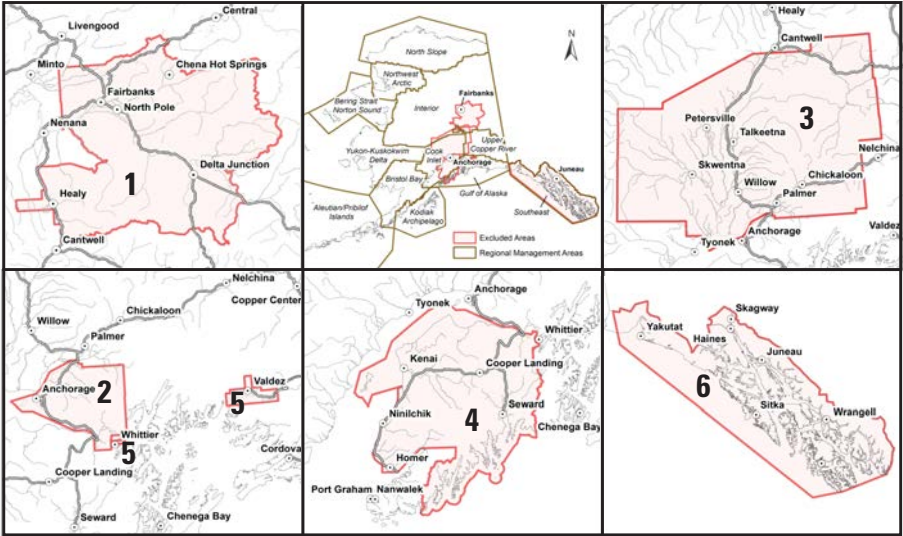 Central
Livengood
Minto
Chena Hot Springs
Fairbanks
North Pole
Nenana
Delta Junction
1
Healy
Cantwell
N
North Slope
Northwest
Arctic
Fairbanks
Bering Strait
Norton Sound
Interior
Yukon-Kuskokwim
Delta
Cook
Inlet
Upper
Copper River
Anchorage
Juneau
Bristol Bay
Gulf of Alaska
Aleutian/Pribilof
Islands
Kodiak
Archipelago
Southeast
Excluded Areas
Regional Management Areas
Healy
Cantwell
3
Petersville
Talkeetna
Nelchina
Skwentna
Chickaloon
Willow
Palmer
Tyonek
Anchorage
Valdez
Nelchina
Chickaloon
Copper Center
Willow
Palmer
Anchorage
2
Valdez
5
Whittier
5
Cordova
Cooper Landing
Seward
Chenega Bay
Anchorage
Tyonek
Whittier
Kenai
Cooper Landing
Ninilchik
4
Seward
Chenega Bay
Homer
Port Graham
Nanwalek
Skagway
Yakutat
Haines
Juneau
6
Sitka
Wrangell